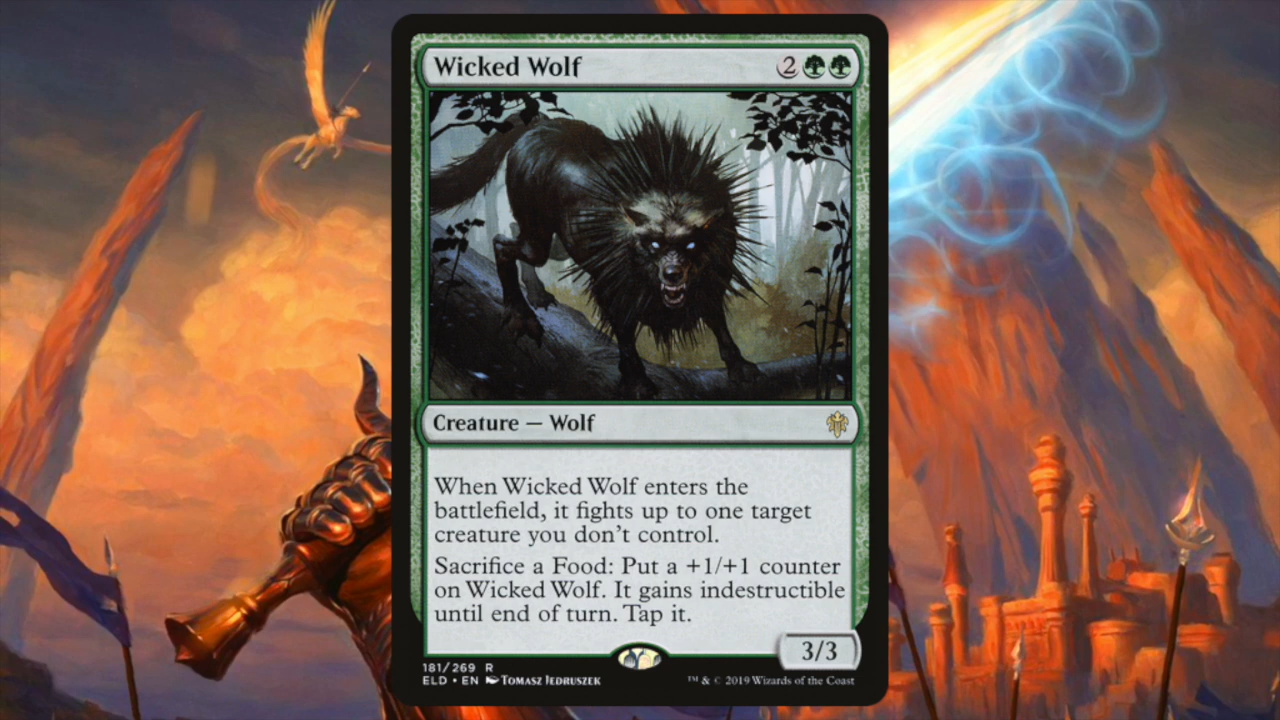 Wicked Wolf 2
Creature — Wolf
When Wicked Wolf enters the
battlefield, it fights up to one target
creature you don't control.
Sacrifice a Food: Put a +1/+1 counter
on Wicked Wolf. It gains indestructible
until end of turn. Tap it.
3/3
181/269 R
ELD • EN Tomasz Jedruszek
™ & © 2019 Wizards of the Coast